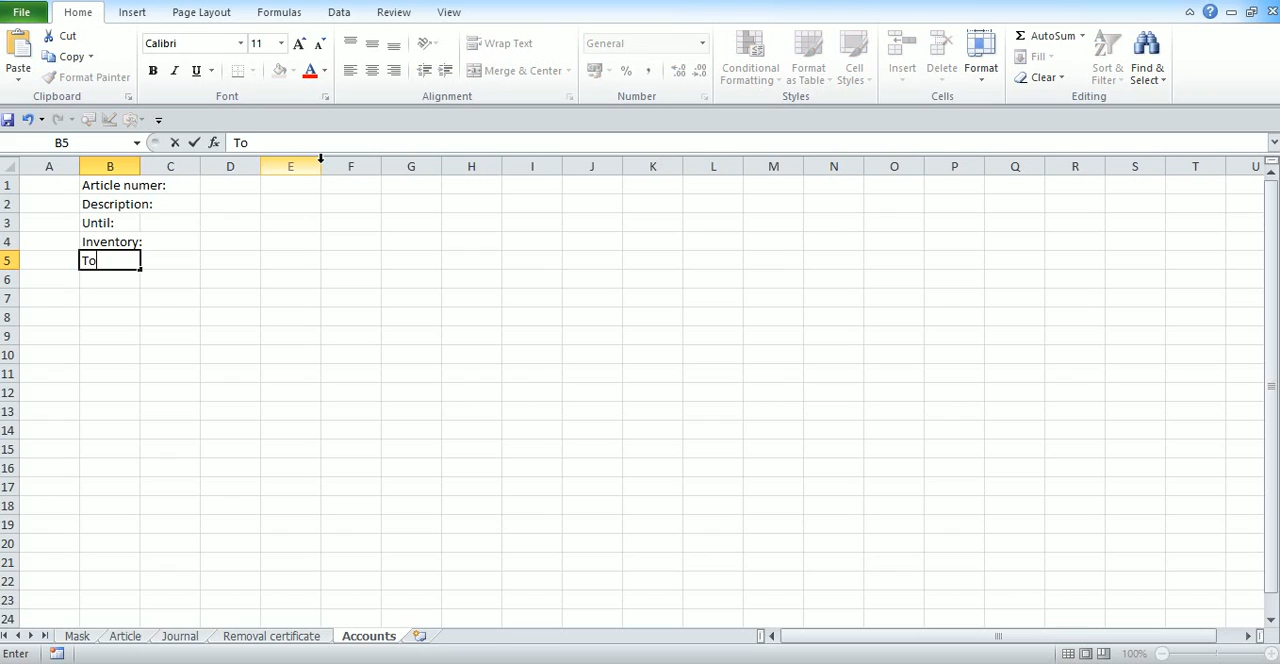 File Home Insert Page Layout Formulas Data Review View
Cut
Copy
Format Painter
Paste
Clipboard
Calibri 11
B I U
Font
Wrap Text
Merge & Center
Alignment
General
%
Number
Conditional Formatting
Format as Table
Cell Styles
Styles
Insert Delete Format
Cells
AutoSum
Fill
Clear
Sort & Filter
Find & Select
Editing
B5 fx To
A B C D E F G H I J K L M N O P Q R S T U
1 Article numer:
2 Description:
3 Until:
4 Inventory:
5 To
6
7
8
9
10
11
12
13
14
15
16
17
18
19
20
21
22
23
24
Mask Article Journal Removal certificate Accounts
Enter 100%